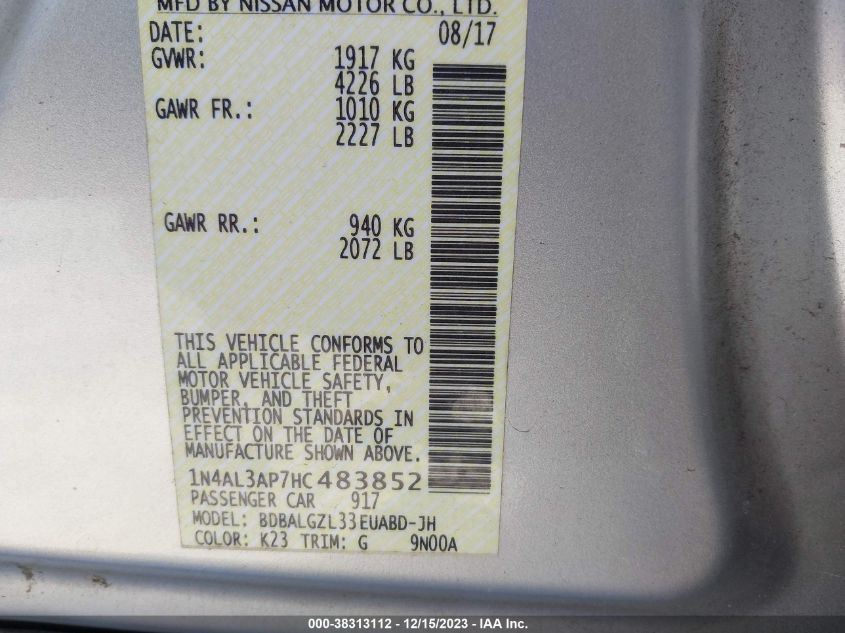 MFD BY NISSAN MOTOR CO., LTD.
DATE: 08/17
GVWR: 1917 KG
4226 LB
GAWR FR.: 1010 KG
2227 LB
GAWR RR.: 940 KG
2072 LB
THIS VEHICLE CONFORMS TO
ALL APPLICABLE FEDERAL
MOTOR VEHICLE SAFETY,
BUMPER, AND THEFT
PREVENTION STANDARDS IN
EFFECT ON THE DATE OF
MANUFACTURE SHOWN ABOVE.
1N4AL3AP7HC483852
PASSENGER CAR 917
MODEL: BDBALGZL33EUABD-JH
COLOR: K23 TRIM: G 9N00A
000-38313112 - 12/15/2023 - IAA Inc.